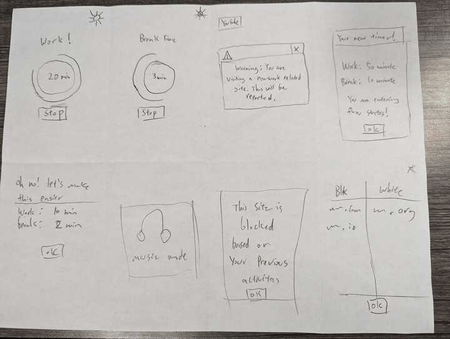 Work!
20 min
Stop
Break Time
3 min
Stop
YouTube
X
Warning: You are
visiting a non-work related
site. This will be
reported.
Your new timer!
Work: 50 minute
Break: 10 minute
You are entering
flow status!
OK
oh no! let's make
this easier
Work: 10 min
break: 2 min
OK
music mode
This site is
blocked
based on
Your Previous
activities
OK
Blk
White
OK